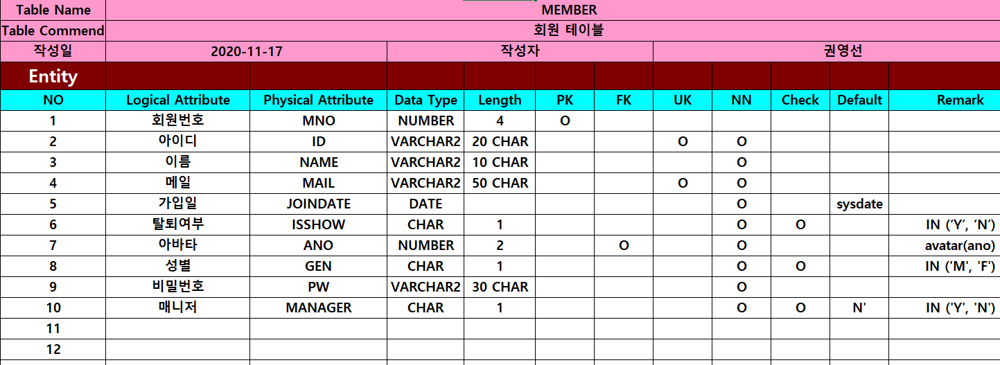 Table Name MEMBER
Table Commend 회원 테이블
작성일 2020-11-17 작성자 권영선
Entity
NO Logical Attribute Physical Attribute Data Type Length PK FK UK NN Check Default Remark
1 회원번호 MNO NUMBER 4 O
2 아이디 ID VARCHAR2 20 CHAR O O
3 이름 NAME VARCHAR2 10 CHAR O
4 메일 MAIL VARCHAR2 50 CHAR O O
5 가입일 JOINDATE DATE O sysdate
6 탈퇴여부 ISSHOW CHAR 1 O O IN (‘Y’, ‘N’)
7 아바타 ANO NUMBER 2 O O avatar(ano)
8 성별 GEN CHAR 1 O O IN ('M', 'F')
9 비밀번호 PW VARCHAR2 30 CHAR O
10 매니저 MANAGER CHAR 1 O O N' IN ('Y', 'N')
11
12